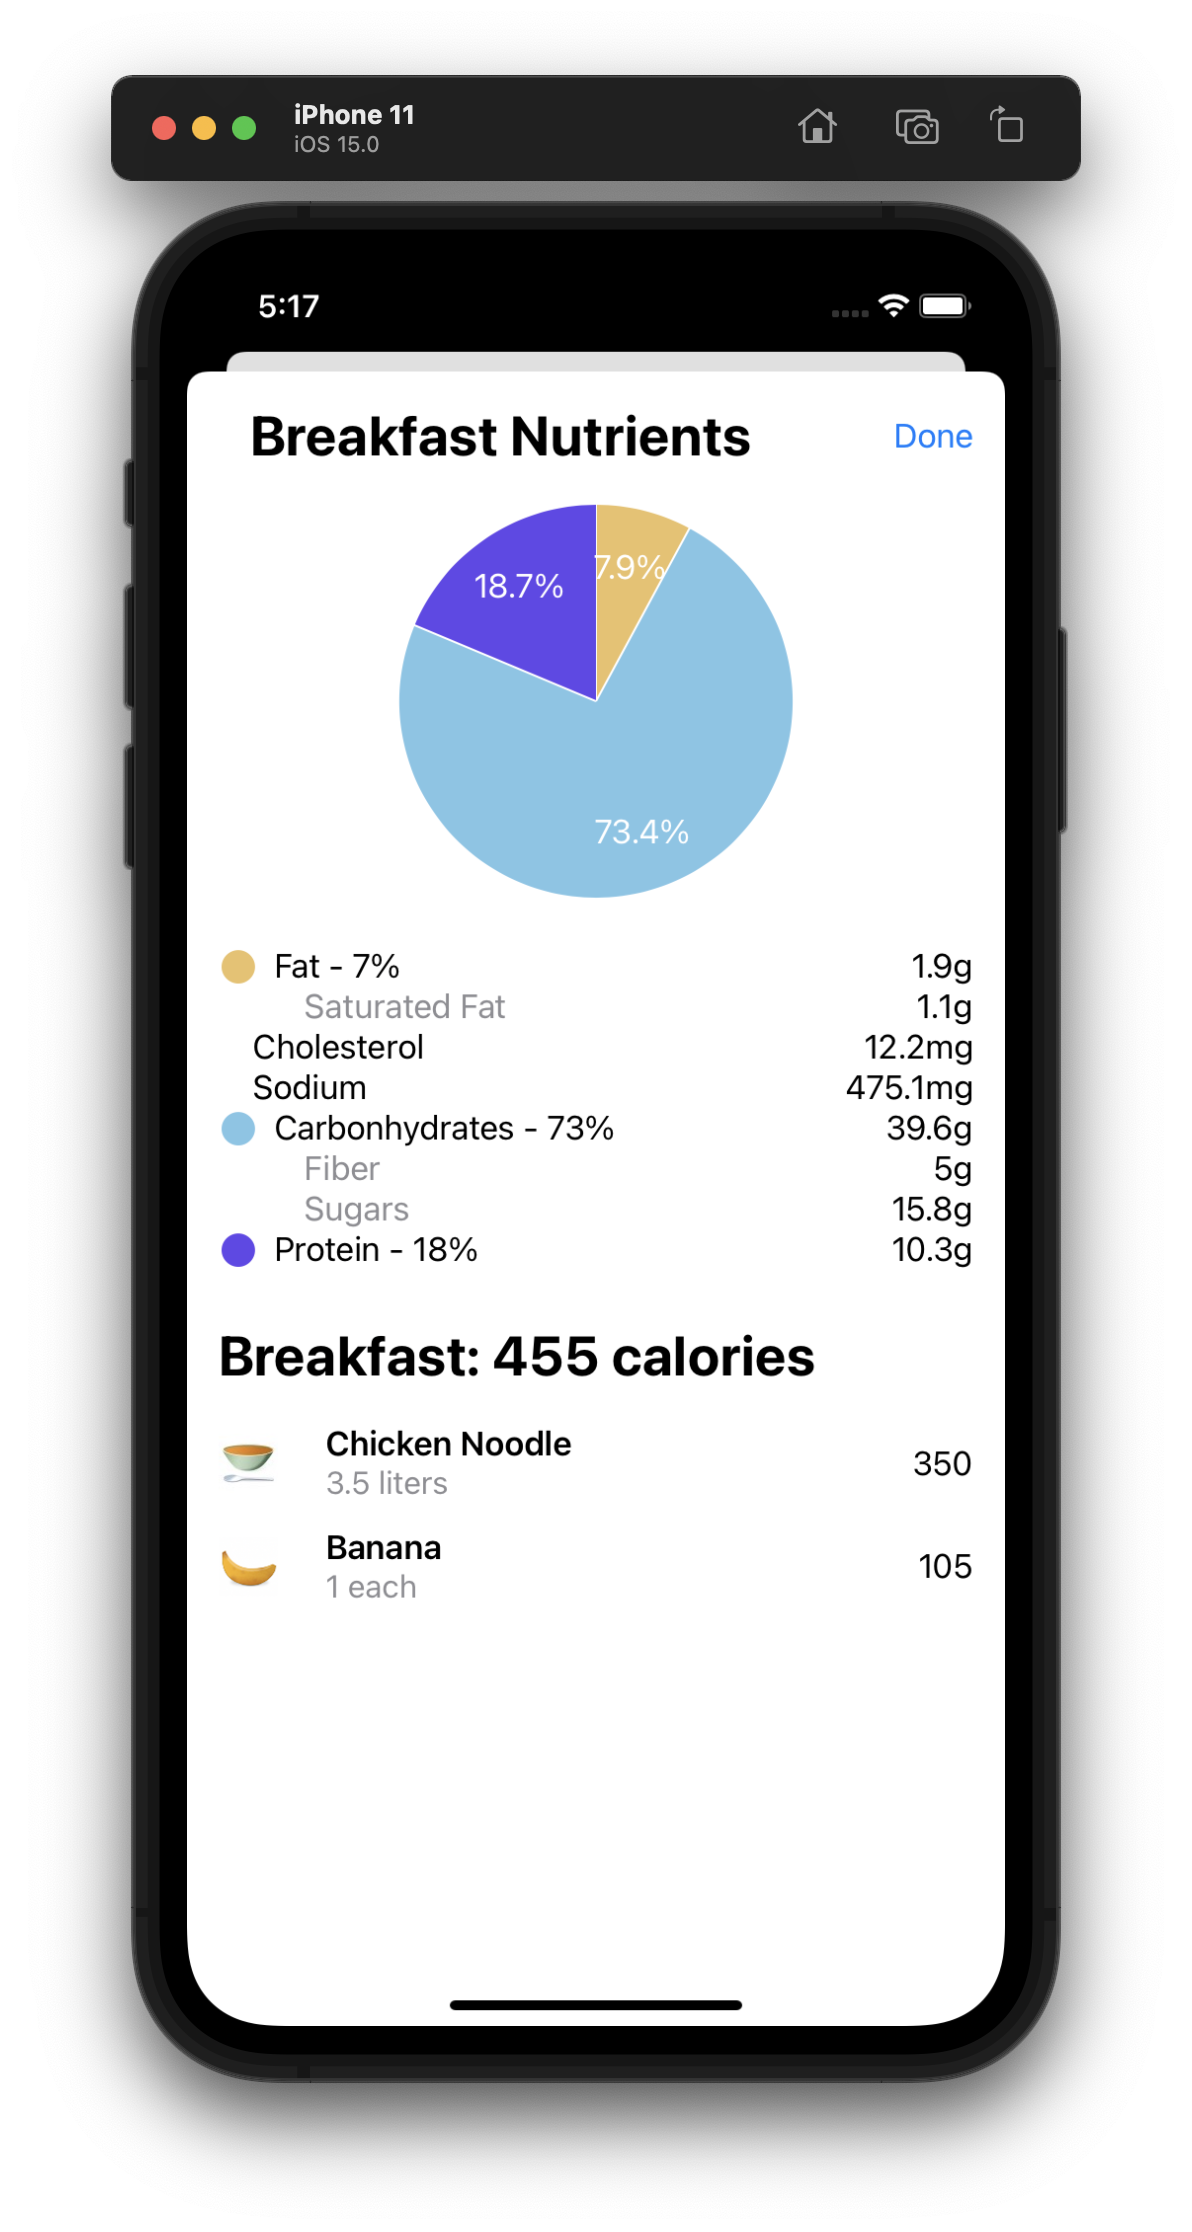 iPhone 11
iOS 15.0
5:17
Breakfast Nutrients
Done
18.7%
7.9%
73.4%
Fat - 7% 1.9g
Saturated Fat 1.1g
Cholesterol 12.2mg
Sodium 475.1mg
Carbonhydrates - 73% 39.6g
Fiber 5g
Sugars 15.8g
Protein - 18% 10.3g
Breakfast: 455 calories
Chicken Noodle
3.5 liters
350
Banana
1 each
105